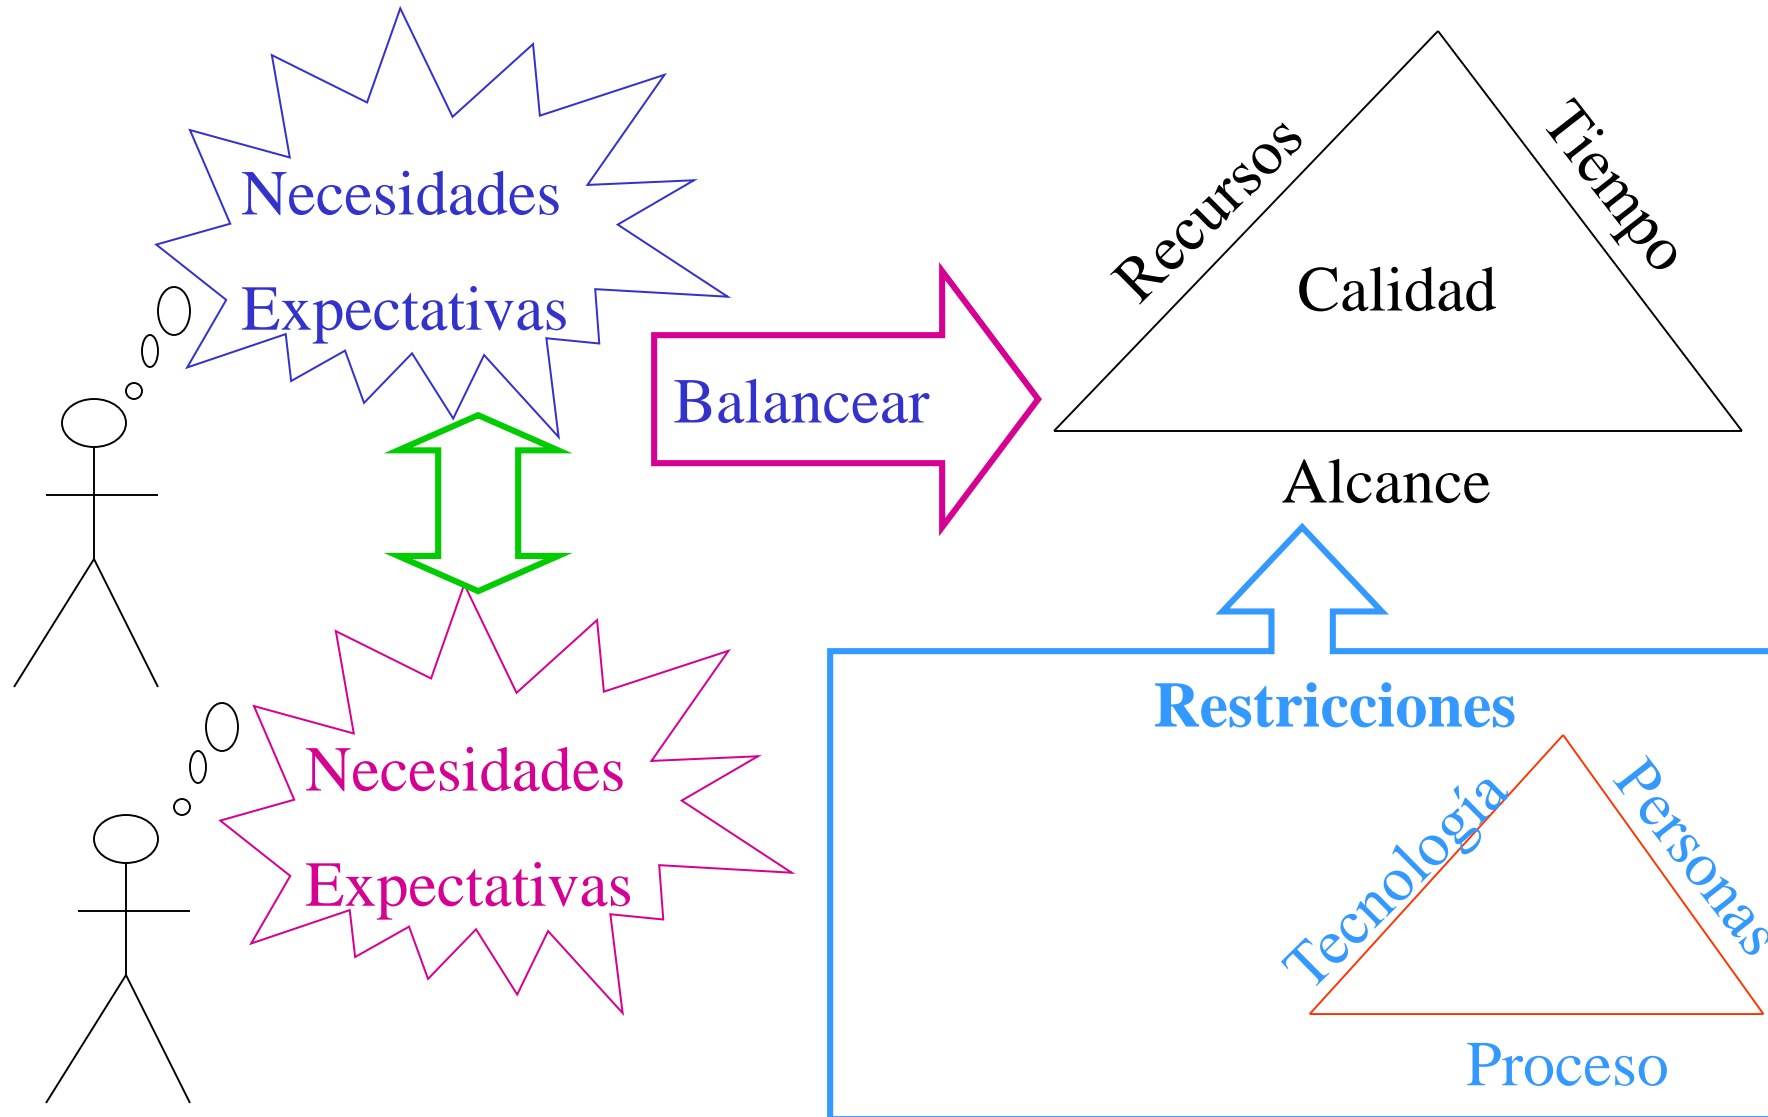 Necesidades
Expectativas
Balancear
Recursos
Tiempo
Calidad
Alcance
Necesidades
Expectativas
Restricciones
Tecnología
Personas
Proceso